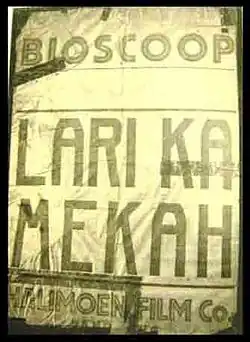 BIOSCOOP
LARI KA
MEKAH
HALIMOEN FILM Co.